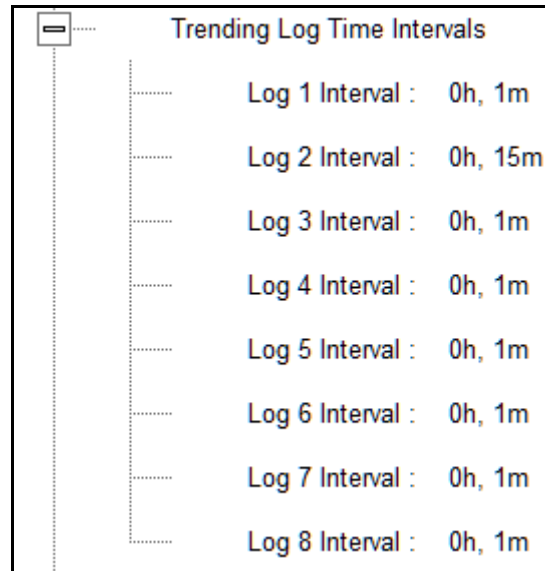 Trending Log Time Intervals
Log 1 Interval : 0h, 1m
Log 2 Interval : 0h, 15m
Log 3 Interval : 0h, 1m
Log 4 Interval : 0h, 1m
Log 5 Interval : 0h, 1m
Log 6 Interval : 0h, 1m
Log 7 Interval : 0h, 1m
Log 8 Interval : 0h, 1m